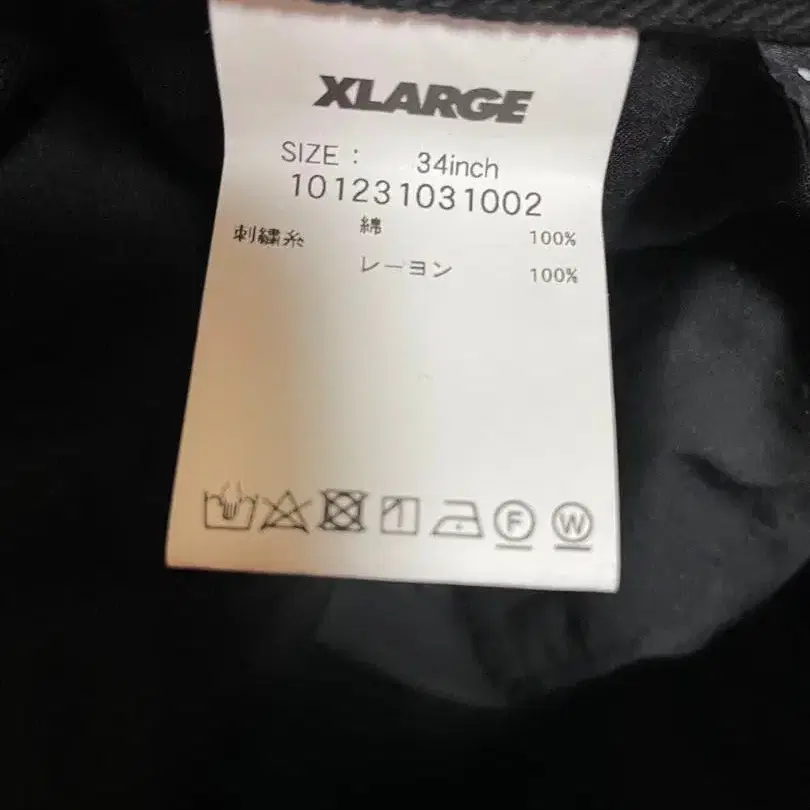 XLARGE
SIZE : 34inch
101231031002
綿 100%
刺繍糸 レーヨン 100%
F W